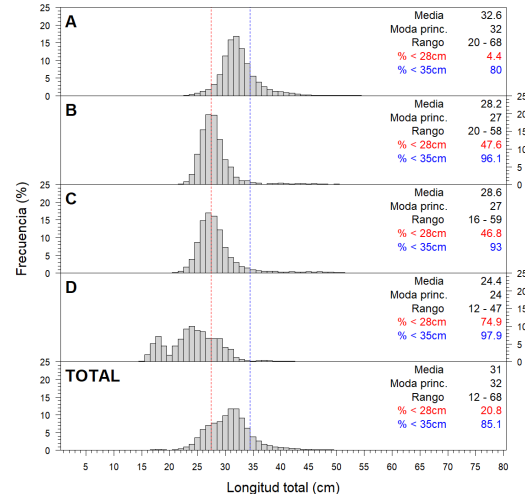 A
Media 32.6
Moda princ. 32
Rango 20 - 68
% < 28cm 4.4
% < 35cm 80
25
20
15
10
5
0
B
Media 28.2
Moda princ. 27
Rango 20 - 58
% < 28cm 47.6
% < 35cm 96.1
25
20
15
10
5
0
C
Media 28.6
Moda princ. 27
Rango 16 - 59
% < 28cm 46.8
% < 35cm 93
25
20
15
10
5
0
D
Media 24.4
Moda princ. 24
Rango 12 - 47
% < 28cm 74.9
% < 35cm 97.9
25
20
15
10
5
0
TOTAL
Media 31
Moda princ. 32
Rango 12 - 68
% < 28cm 20.8
% < 35cm 85.1
25
20
15
10
5
0
Frecuencia (%)
5 10 15 20 25 30 35 40 45 50 55 60 65 70 75 80
Longitud total (cm)